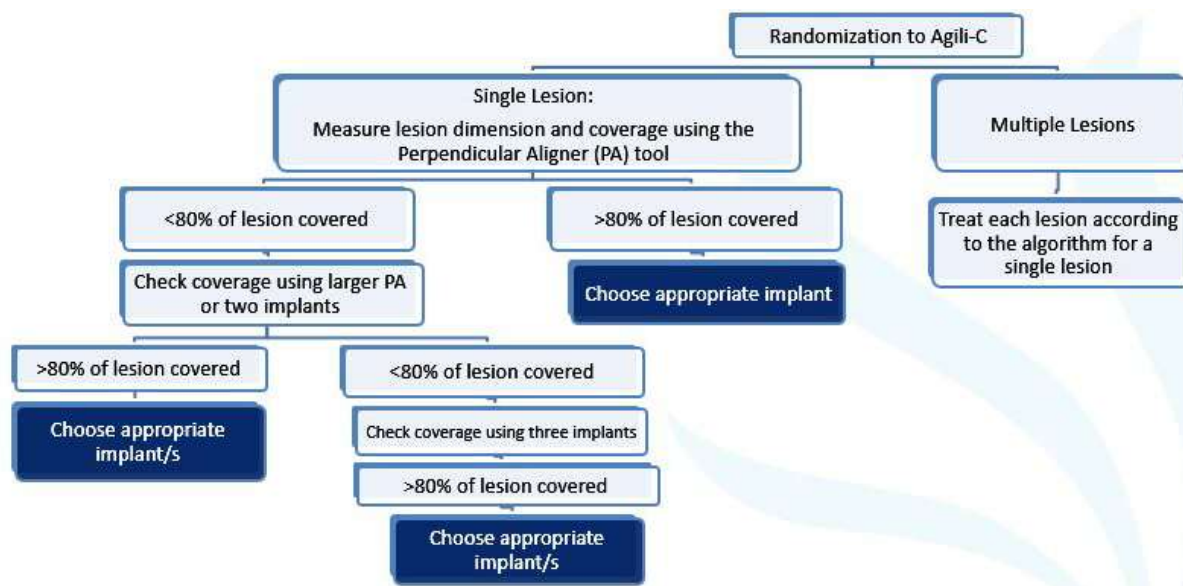 Randomization to Agili-C
Single Lesion:
Measure lesion dimension and coverage using the
Perpendicular Aligner (PA) tool
Multiple Lesions
<80% of lesion covered
>80% of lesion covered
Treat each lesion according
to the algorithm for a
single lesion
Check coverage using larger PA
or two implants
Choose appropriate implant
>80% of lesion covered
<80% of lesion covered
Choose appropriate
implant/s
Check coverage using three implants
>80% of lesion covered
Choose appropriate
implant/s